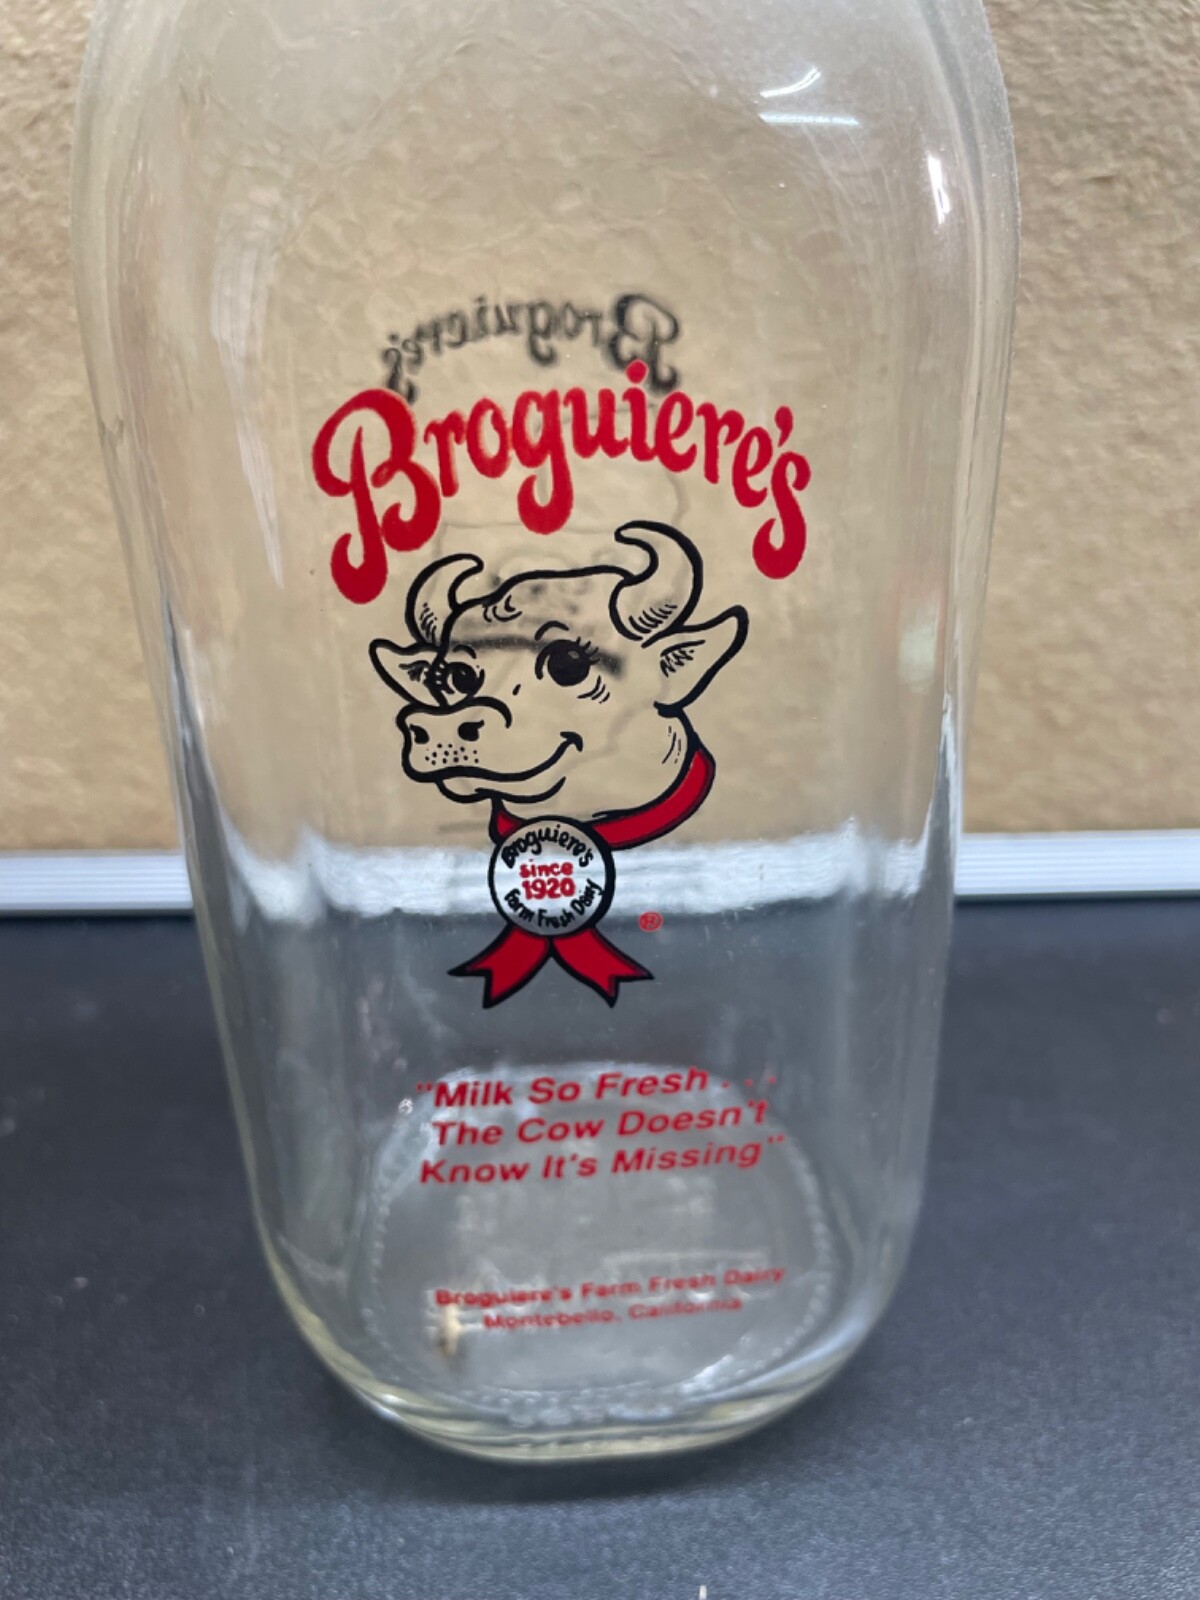 Broguiere's
Broguiere's
Broguiere's
since
1920
Farm Fresh Dairy
®
"Milk So Fresh . . .
The Cow Doesn't
Know It's Missing"
Broguiere's Farm Fresh Dairy
Montebello, California